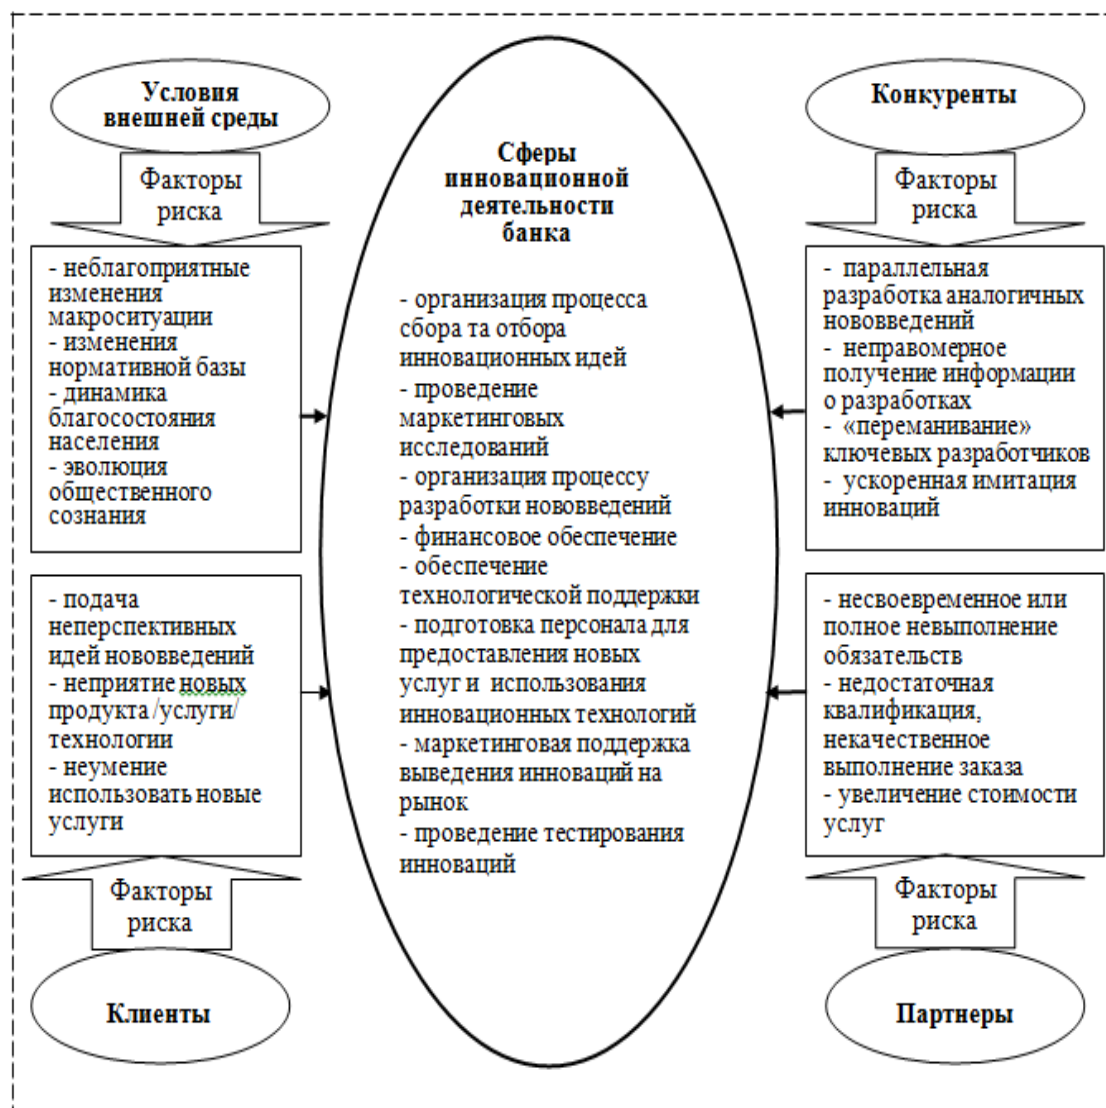 Условия
внешней среды
Факторы
риска
- неблагоприятные
изменения
макроситуации
- изменения
нормативной базы
- динамика
благосостояния
населения
- эволюция
общественного
сознания
- подача
неперспективных
идей нововведений
- неприятие новых
продукта /услуги/
технологии
- неумение
использовать новые
услуги
Факторы
риска
Клиенты
Сферы
инновационной
деятельности
банка
- организация процесса
сбора та отбора
инновационных идей
- проведение
маркетинговых
исследований
- организация процессу
разработки нововведений
- финансовое обеспечение
- обеспечение
технологической поддержки
- подготовка персонала для
предоставления новых
услуг и использования
инновационных технологий
- маркетинговая поддержка
выведения инноваций на
рынок
- проведение тестирования
инноваций
Конкуренты
Факторы
риска
- параллельная
разработка аналогичных
нововведений
- неправомерное
получение информации
о разработках
- «переманивание»
ключевых разработчиков
- ускоренная имитация
инноваций
- несвоевременное или
полное невыполнение
обязательств
- недостаточная
квалификация,
некачественное
выполнение заказа
- увеличение стоимости
услуг
Факторы
риска
Партнеры